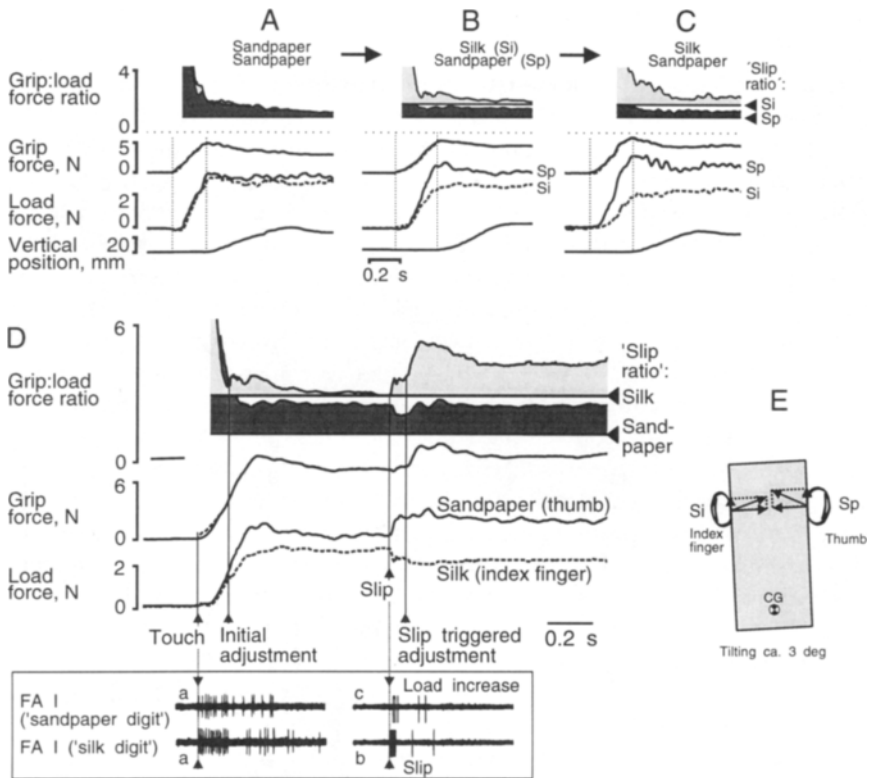 A
Sandpaper
Sandpaper
B
Silk (Si)
Sandpaper (Sp)
C
Silk
Sandpaper
Grip:load
force ratio
4
0
'Slip
ratio':
Si
Sp
Grip
force, N
5
0
Sp
Si
Sp
Si
Load
force, N
2
0
Vertical
position, mm
20
0.2 s
D
6
0
Grip:load
force ratio
'Slip
ratio':
Silk
Sand-
paper
E
Grip
force, N
6
0
Sandpaper (thumb)
Si
Index
finger
Sp
Thumb
Load
force, N
2
0
Silk (index finger)
Slip
CG
Touch
Initial
adjustment
Slip triggered
adjustment
0.2 s
Tilting ca. 3 deg
FA I
('sandpaper digit')
a
c
Load increase
FA I ('silk digit')
a
b
Slip